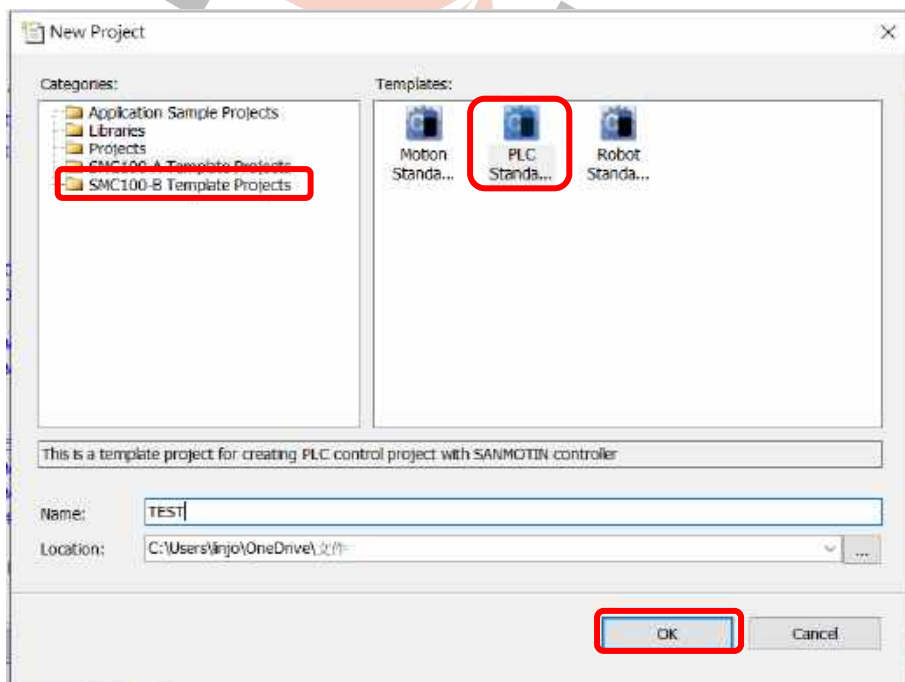 New Project
Categories:
Application Sample Projects
Libraries
Projects
SMC100-A Template Projects
SMC100-B Template Projects
Templates:
Motion Standa...
PLC Standa...
Robot Standa...
This is a template project for creating PLC control project with SANMOTIN controller
Name:
TEST
Location:
C:\Users\linjo\OneDrive\文件
...
OK
Cancel